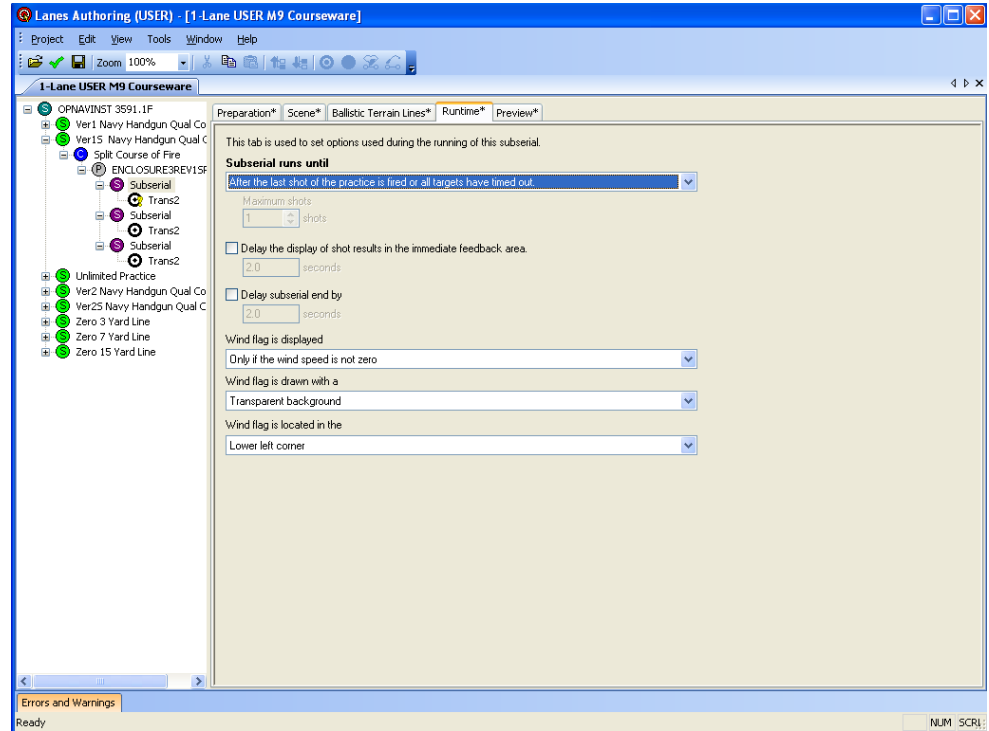 Lanes Authoring (USER) - [1-Lane USER M9 Courseware]
Project Edit View Tools Window Help
Zoom 100%
1-Lane USER M9 Courseware
OPNAVINST 3591.1F
Ver1 Navy Handgun Qual Co
Ver1S Navy Handgun Qual C
Split Course of Fire
ENCLOSURE3REV1SF
Subserial
Trans2
Subserial
Trans2
Subserial
Trans2
Unlimited Practice
Ver2 Navy Handgun Qual Co
Ver2S Navy Handgun Qual C
Zero 3 Yard Line
Zero 7 Yard Line
Zero 15 Yard Line
Preparation* Scene* Ballistic Terrain Lines* Runtime* Preview*
This tab is used to set options used during the running of this subserial.
Subserial runs until
After the last shot of the practice is fired or all targets have timed out.
Maximum shots
1 shots
Delay the display of shot results in the immediate feedback area.
2.0 seconds
Delay subserial end by
2.0 seconds
Wind flag is displayed
Only if the wind speed is not zero
Wind flag is drawn with a
Transparent background
Wind flag is located in the
Lower left corner
Errors and Warnings
Ready NUM SCRL